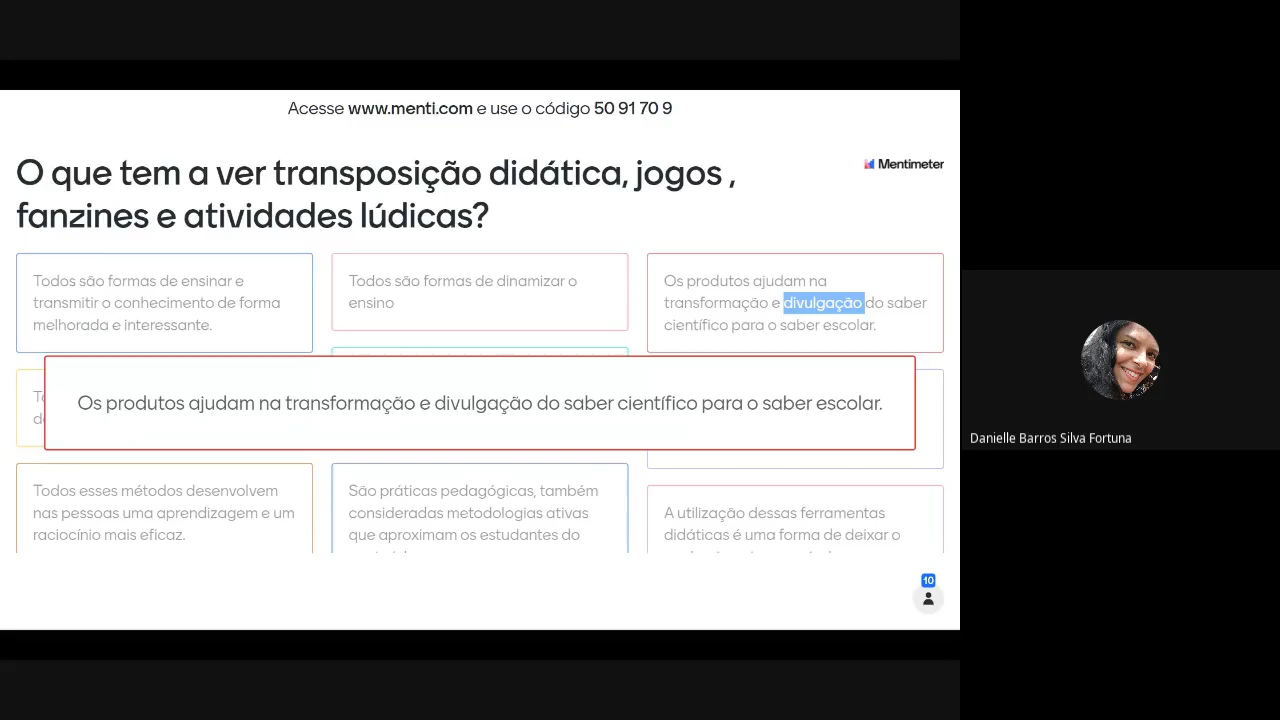 Acesse www.menti.com e use o código 50 91 70 9
O que tem a ver transposição didática, jogos ,
fanzines e atividades lúdicas?
Mentimeter
Todos são formas de ensinar e
transmitir o conhecimento de forma
melhorada e interessante.
Todos são formas de dinamizar o
ensino
Os produtos ajudam na
transformação e divulgação do saber
científico para o saber escolar.
Os produtos ajudam na transformação e divulgação do saber científico para o saber escolar.
Todos esses métodos desenvolvem
nas pessoas uma aprendizagem e um
raciocínio mais eficaz.
São práticas pedagógicas, também
consideradas metodologias ativas
que aproximam os estudantes do
A utilização dessas ferramentas
didáticas é uma forma de deixar o
10
Danielle Barros Silva Fortuna